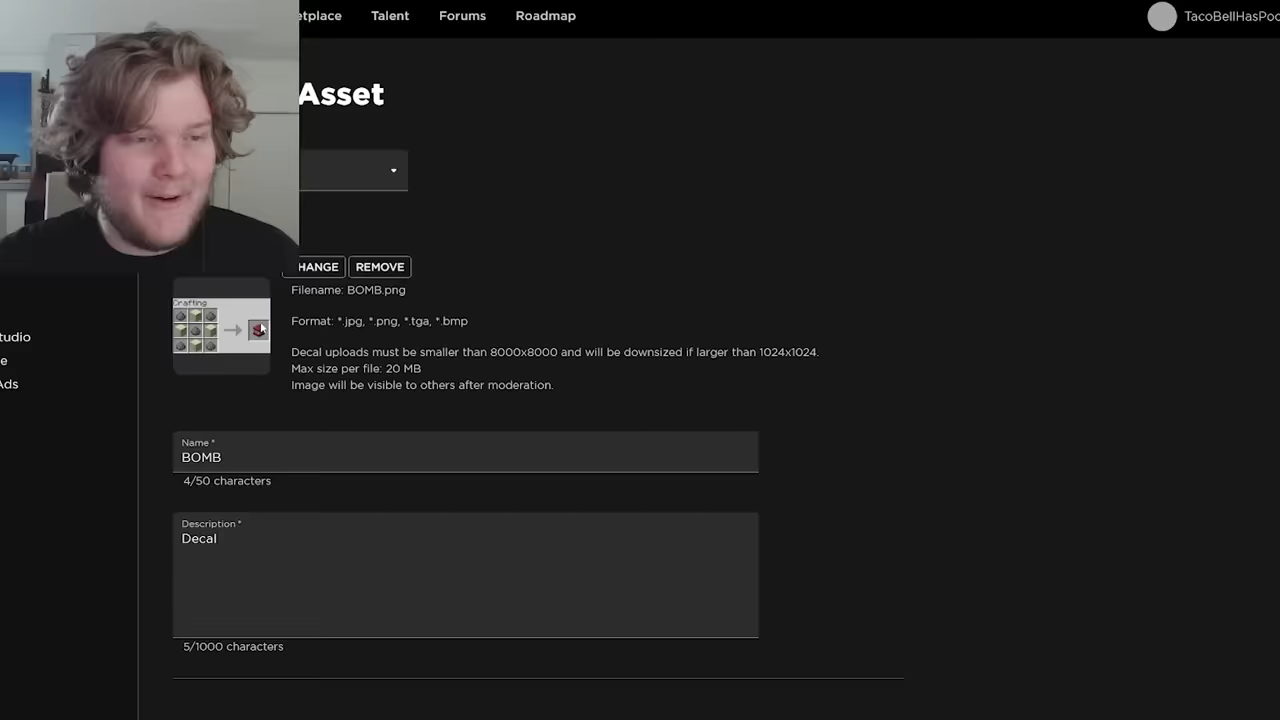 etplace Talent Forums Roadmap TacoBellHasPoo
Asset
HANGE REMOVE
Filename: BOMB.png
Crafting
Format: *.jpg, *.png, *.tga, *.bmp
tudio
e
Decal uploads must be smaller than 8000x8000 and will be downsized if larger than 1024x1024.
Max size per file: 20 MB
Ads
Image will be visible to others after moderation.
Name *
BOMB
4/50 characters
Description *
Decal
5/1000 characters